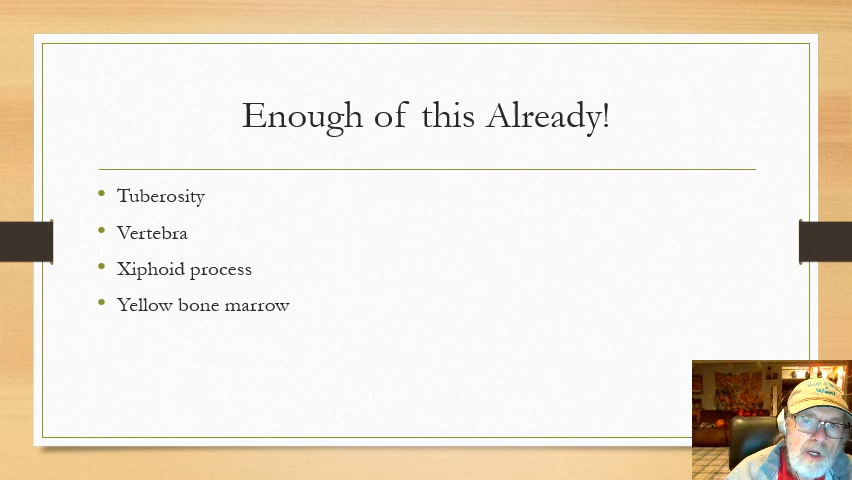 Enough of this Already!
Tuberosity
Vertebra
Xiphoid process
Yellow bone marrow